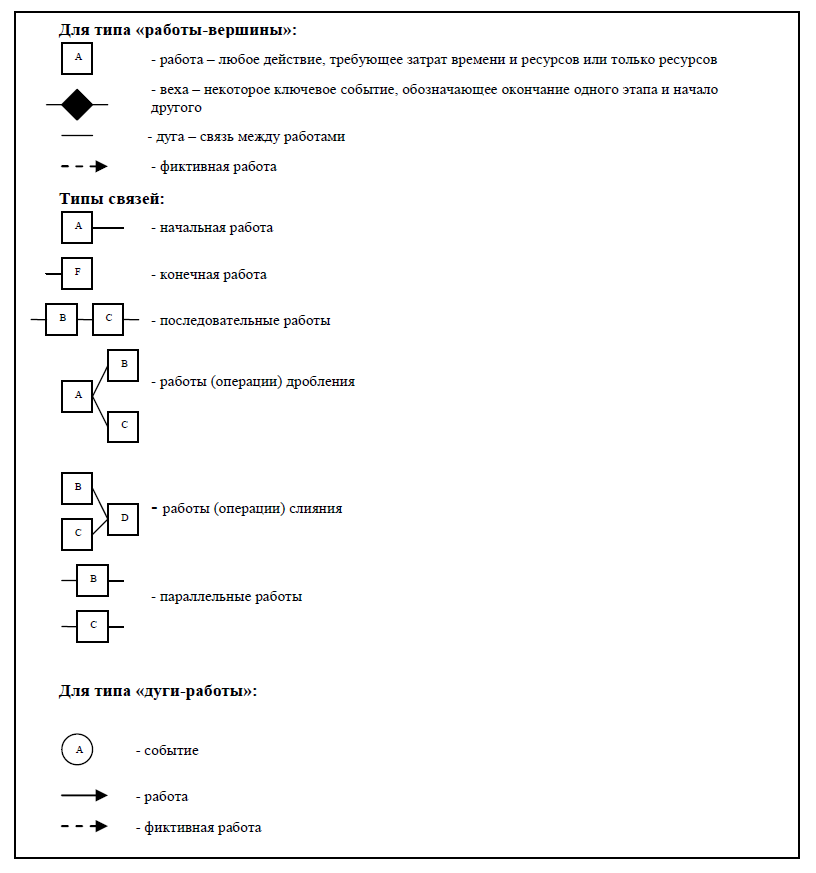 Для типа «работы-вершины»:
A - работа – любое действие, требующее затрат времени и ресурсов или только ресурсов
- веха – некоторое ключевое событие, обозначающее окончание одного этапа и начало
другого
- дуга – связь между работами
- фиктивная работа
Типы связей:
A - начальная работа
F - конечная работа
B C - последовательные работы
B
A - работы (операции) дробления
C
B
D - работы (операции) слияния
C
B
- параллельные работы
C
Для типа «дуги-работы»:
A - событие
- работа
- фиктивная работа